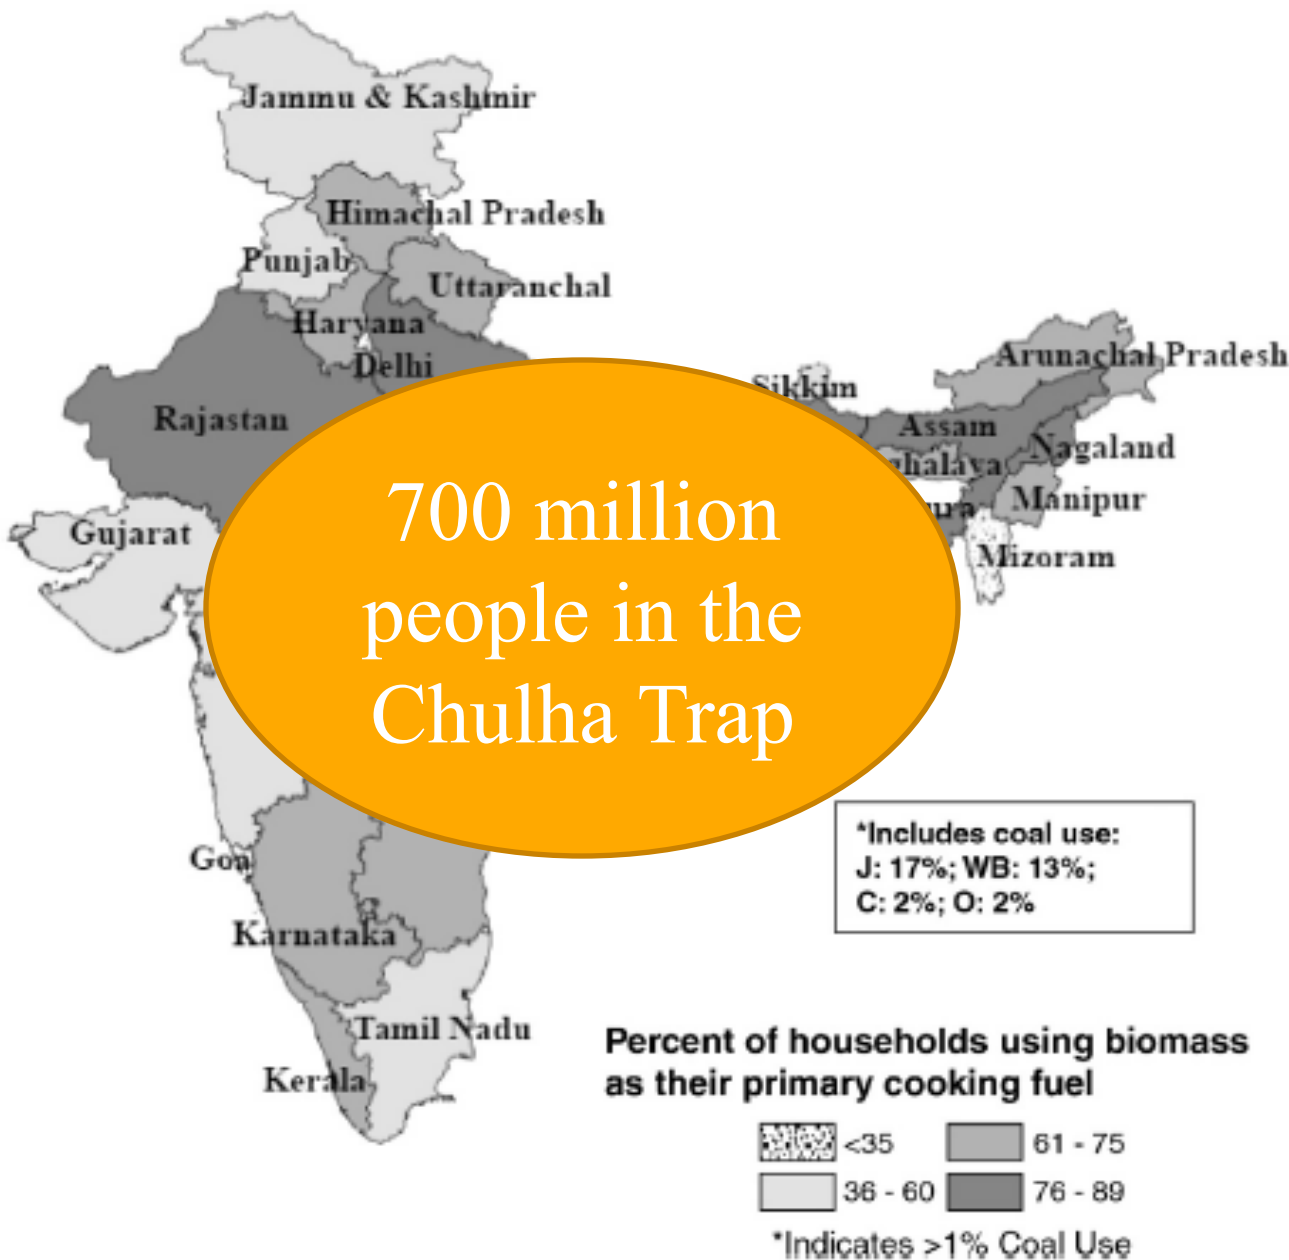 Jammu & Kashmir
Himachal Pradesh
Punjab
Uttaranchal
Haryana
Delhi
Arunachal Pradesh
Sikkim
Rajastan
Assam
Nagaland
ghalaya
Manipur
ura
Gujarat
Mizoram
700 million
people in the
Chulha Trap
Goa
Karnataka
Tamil Nadu
Kerala
*Includes coal use:
J: 17%; WB: 13%;
C: 2%; O: 2%
Percent of households using biomass
as their primary cooking fuel
<35
61 - 75
36 - 60
76 - 89
*Indicates >1% Coal Use